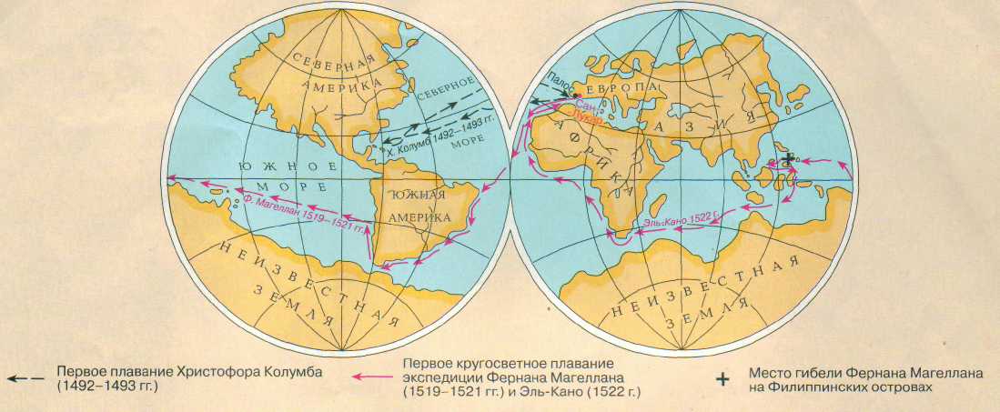 СЕВЕРНАЯ
АМЕРИКА
СЕВЕРНОЕ
МОРЕ
Х. Колумб 1492–1493 гг.
ЮЖНОЕ
МОРЕ
Ф. Магеллан 1519–1521 гг.
ЮЖНАЯ
АМЕРИКА
НЕИЗВЕСТНАЯ
ЗЕМЛЯ
Палос
ЕВРОПА
Сан-
Лукар
АЗИЯ
АФРИКА
Эль-Кано 1522 г.
НЕИЗВЕСТНАЯ
ЗЕМЛЯ
Первое плавание Христофора Колумба
(1492–1493 гг.)
Первое кругосветное плавание
экспедиции Фернана Магеллана
(1519–1521 гг.) и Эль-Кано (1522 г.)
Место гибели Фернана Магеллана
на Филиппинских островах